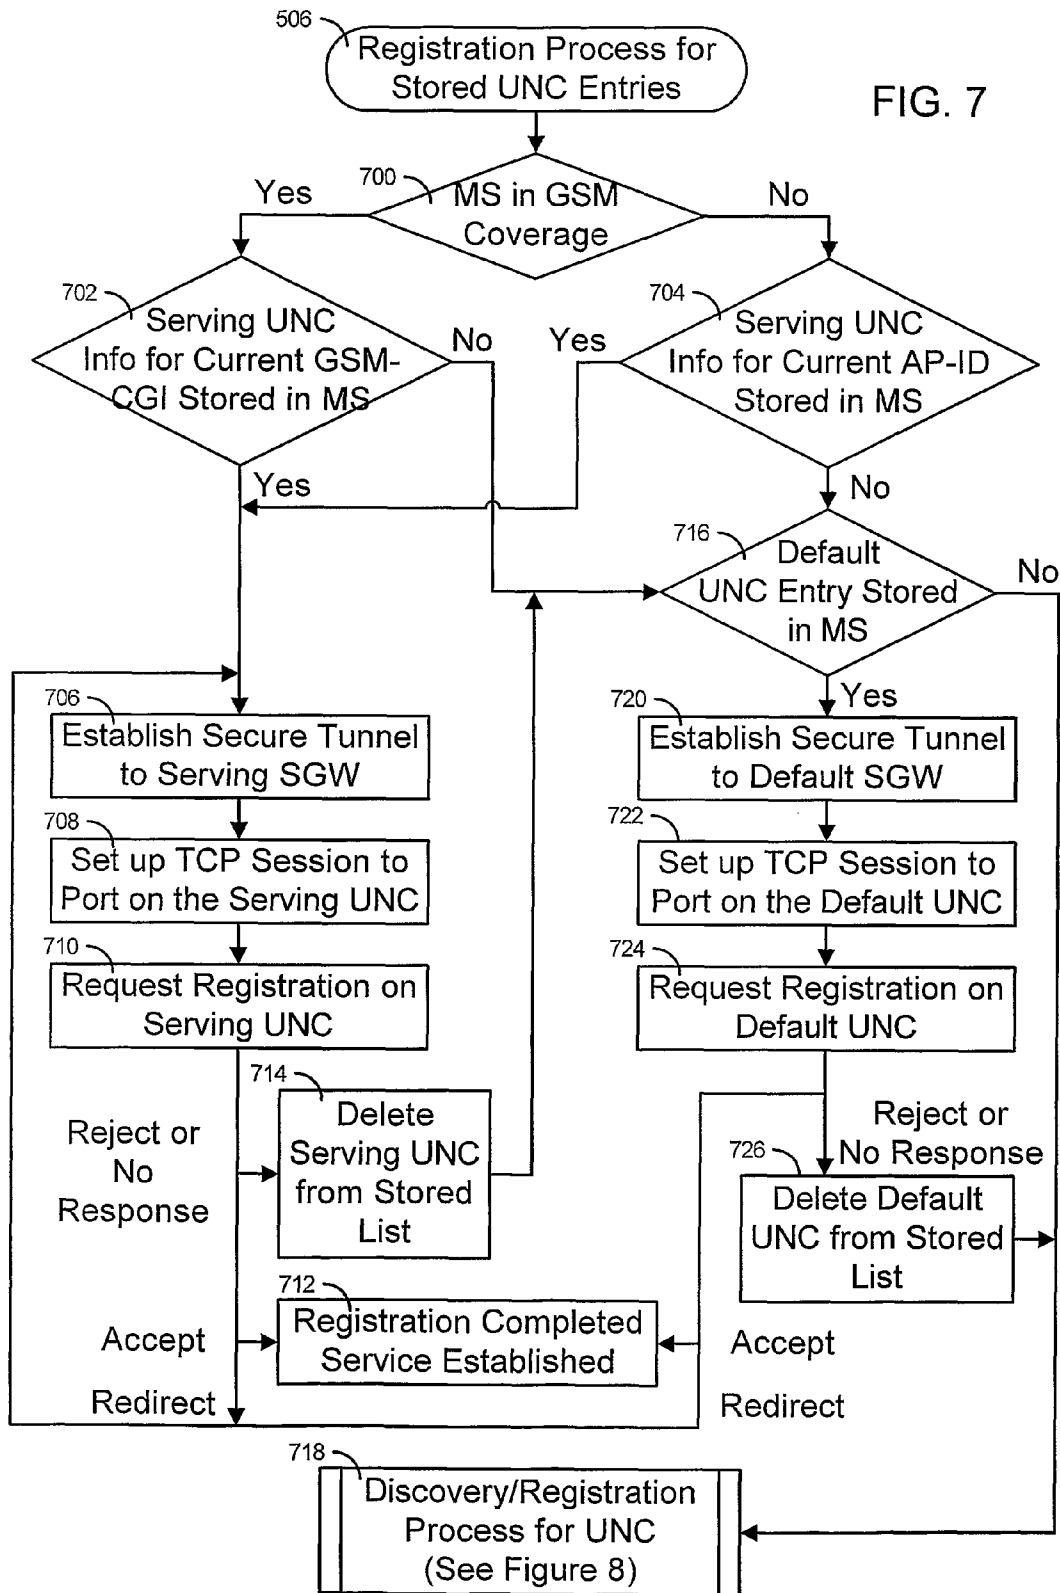 506
Registration Process for
Stored UNC Entries
FIG. 7
700
MS in GSM
Coverage
Yes
No
702
Serving UNC
Info for Current GSM-
CGI Stored in MS
No
Yes
704
Serving UNC
Info for Current AP-ID
Stored in MS
Yes
No
716
Default
UNC Entry Stored
in MS
No
Yes
706
Establish Secure Tunnel
to Serving SGW
720
Establish Secure Tunnel
to Default SGW
708
Set up TCP Session to
Port on the Serving UNC
722
Set up TCP Session to
Port on the Default UNC
710
Request Registration on
Serving UNC
724
Request Registration on
Default UNC
Reject or
No
Response
714
Delete
Serving UNC
from Stored
List
Reject or
No Response
726
Delete Default
UNC from Stored
List
712
Registration Completed
Service Established
Accept
Accept
Redirect
Redirect
718
Discovery/Registration
Process for UNC
(See Figure 8)